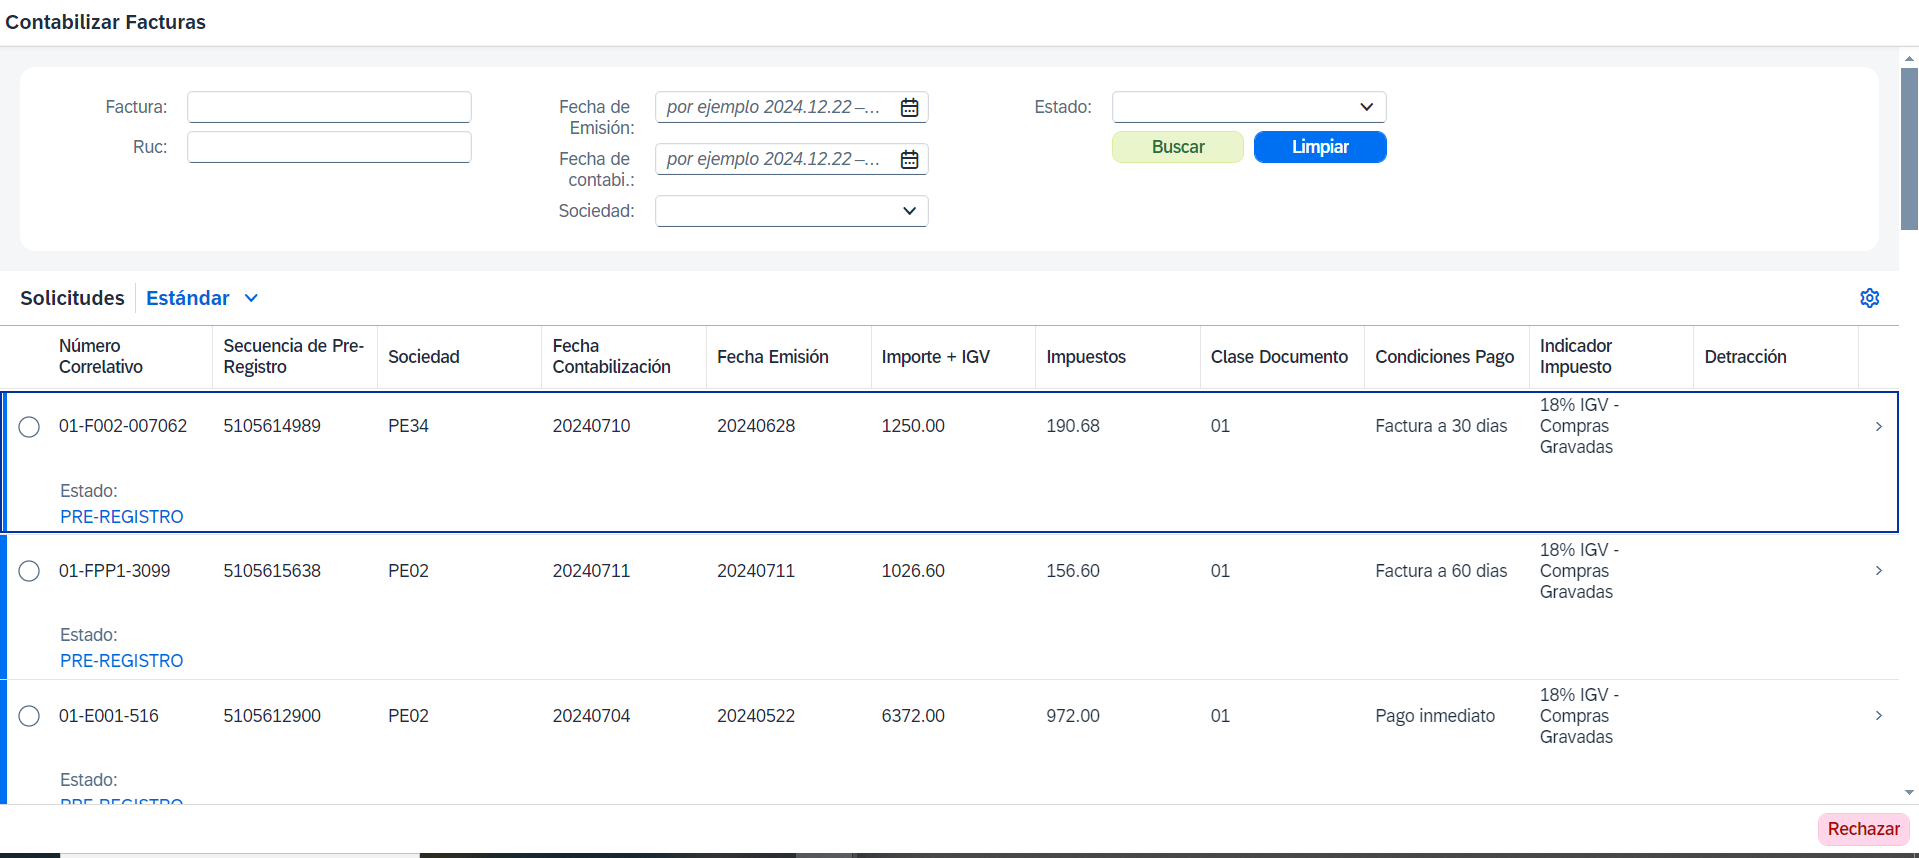 Contabilizar Facturas
Factura:
Ruc:
Fecha de
Emisión:
por ejemplo 2024.12.22 –...
Fecha de
contabi.:
por ejemplo 2024.12.22 –...
Sociedad:
Estado:
Buscar
Limpiar
Solicitudes
Estándar
Número
Correlativo
Secuencia de Pre-
Registro
Sociedad
Fecha
Contabilización
Fecha Emisión
Importe + IGV
Impuestos
Clase Documento
Condiciones Pago
Indicador
Impuesto
Detracción
01-F002-007062
5105614989
PE34
20240710
20240628
1250.00
190.68
01
Factura a 30 dias
18% IGV -
Compras
Gravadas
Estado:
PRE-REGISTRO
01-FPP1-3099
5105615638
PE02
20240711
20240711
1026.60
156.60
01
Factura a 60 dias
18% IGV -
Compras
Gravadas
Estado:
PRE-REGISTRO
01-E001-516
5105612900
PE02
20240704
20240522
6372.00
972.00
01
Pago inmediato
18% IGV -
Compras
Gravadas
Estado:
PRE-REGISTRO
Rechazar